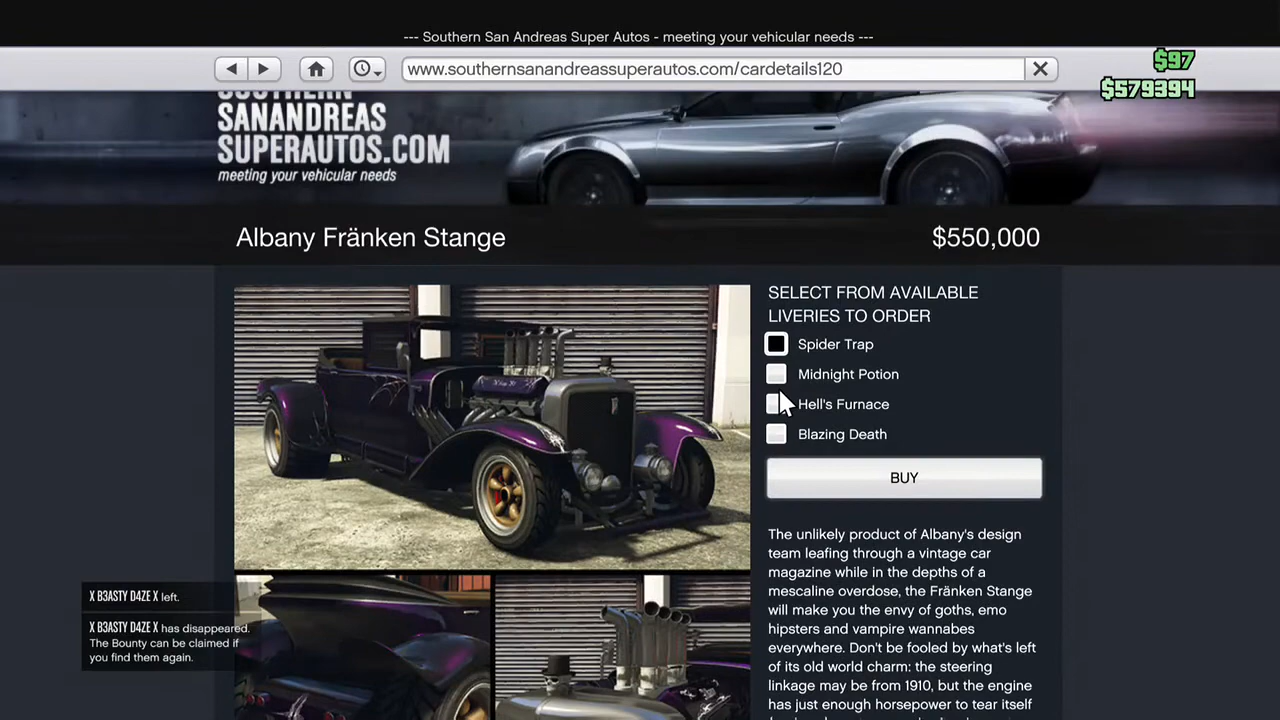 --- Southern San Andreas Super Autos - meeting your vehicular needs ---
www.southernsanandreassuperautos.com/cardetails120
$97
$579394
SOUTHERN
SANANDREAS
SUPERAUTOS.COM
meeting your vehicular needs
Albany Fränken Stange
$550,000
SELECT FROM AVAILABLE
LIVERIES TO ORDER
Spider Trap
Midnight Potion
Hell's Furnace
Blazing Death
BUY
The unlikely product of Albany's design
team leafing through a vintage car
magazine while in the depths of a
mescaline overdose, the Fränken Stange
will make you the envy of goths, emo
hipsters and vampire wannabes
everywhere. Don't be fooled by what's left
of its old world charm: the steering
linkage may be from 1910, but the engine
has just enough horsepower to tear itself
X B3ASTY D4ZE X left.
X B3ASTY D4ZE X has disappeared.
The Bounty can be claimed if
you find them again.